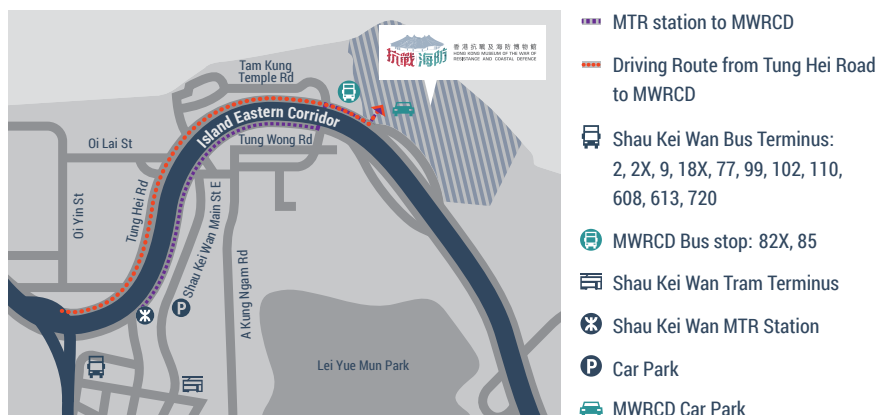 抗戰海防
香港抗戰及海防博物館
HONG KONG MUSEUM OF THE WAR OF
RESISTANCE AND COASTAL DEFENCE
Tam Kung
Temple Rd
Island Eastern Corridor
Oi Lai St
Tung Wong Rd
Oi Yin St
Tung Hei Rd
Shau Kei Wan Main St E
A Kung Ngam Rd
P
Lei Yue Mun Park
MTR station to MWRCD
Driving Route from Tung Hei Road
to MWRCD
Shau Kei Wan Bus Terminus:
2, 2X, 9, 18X, 77, 99, 102, 110,
608, 613, 720
MWRCD Bus stop: 82X, 85
Shau Kei Wan Tram Terminus
Shau Kei Wan MTR Station
P Car Park
MWRCD Car Park